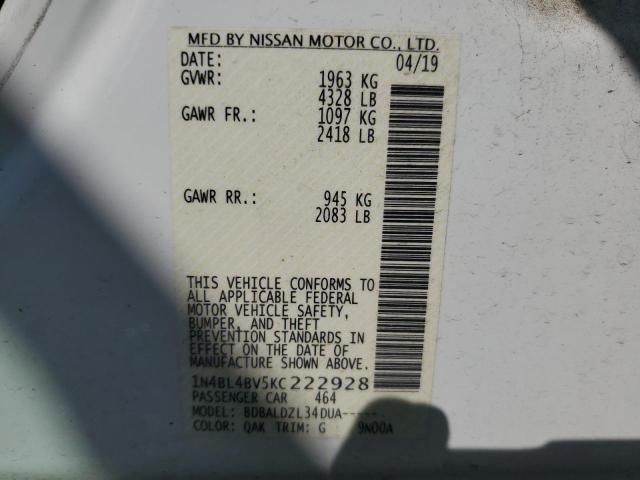 MFD BY NISSAN MOTOR CO., LTD.
DATE: 04/19
GVWR: 1963 KG
4328 LB
GAWR FR.: 1097 KG
2418 LB
GAWR RR.: 945 KG
2083 LB
THIS VEHICLE CONFORMS TO
ALL APPLICABLE FEDERAL
MOTOR VEHICLE SAFETY,
BUMPER, AND THEFT
PREVENTION STANDARDS IN
EFFECT ON THE DATE OF
MANUFACTURE SHOWN ABOVE.
1N4BL4BV5KC222928
PASSENGER CAR 464
MODEL: BDBALDZL34DUA-----
COLOR: QAK TRIM: G 9N00A